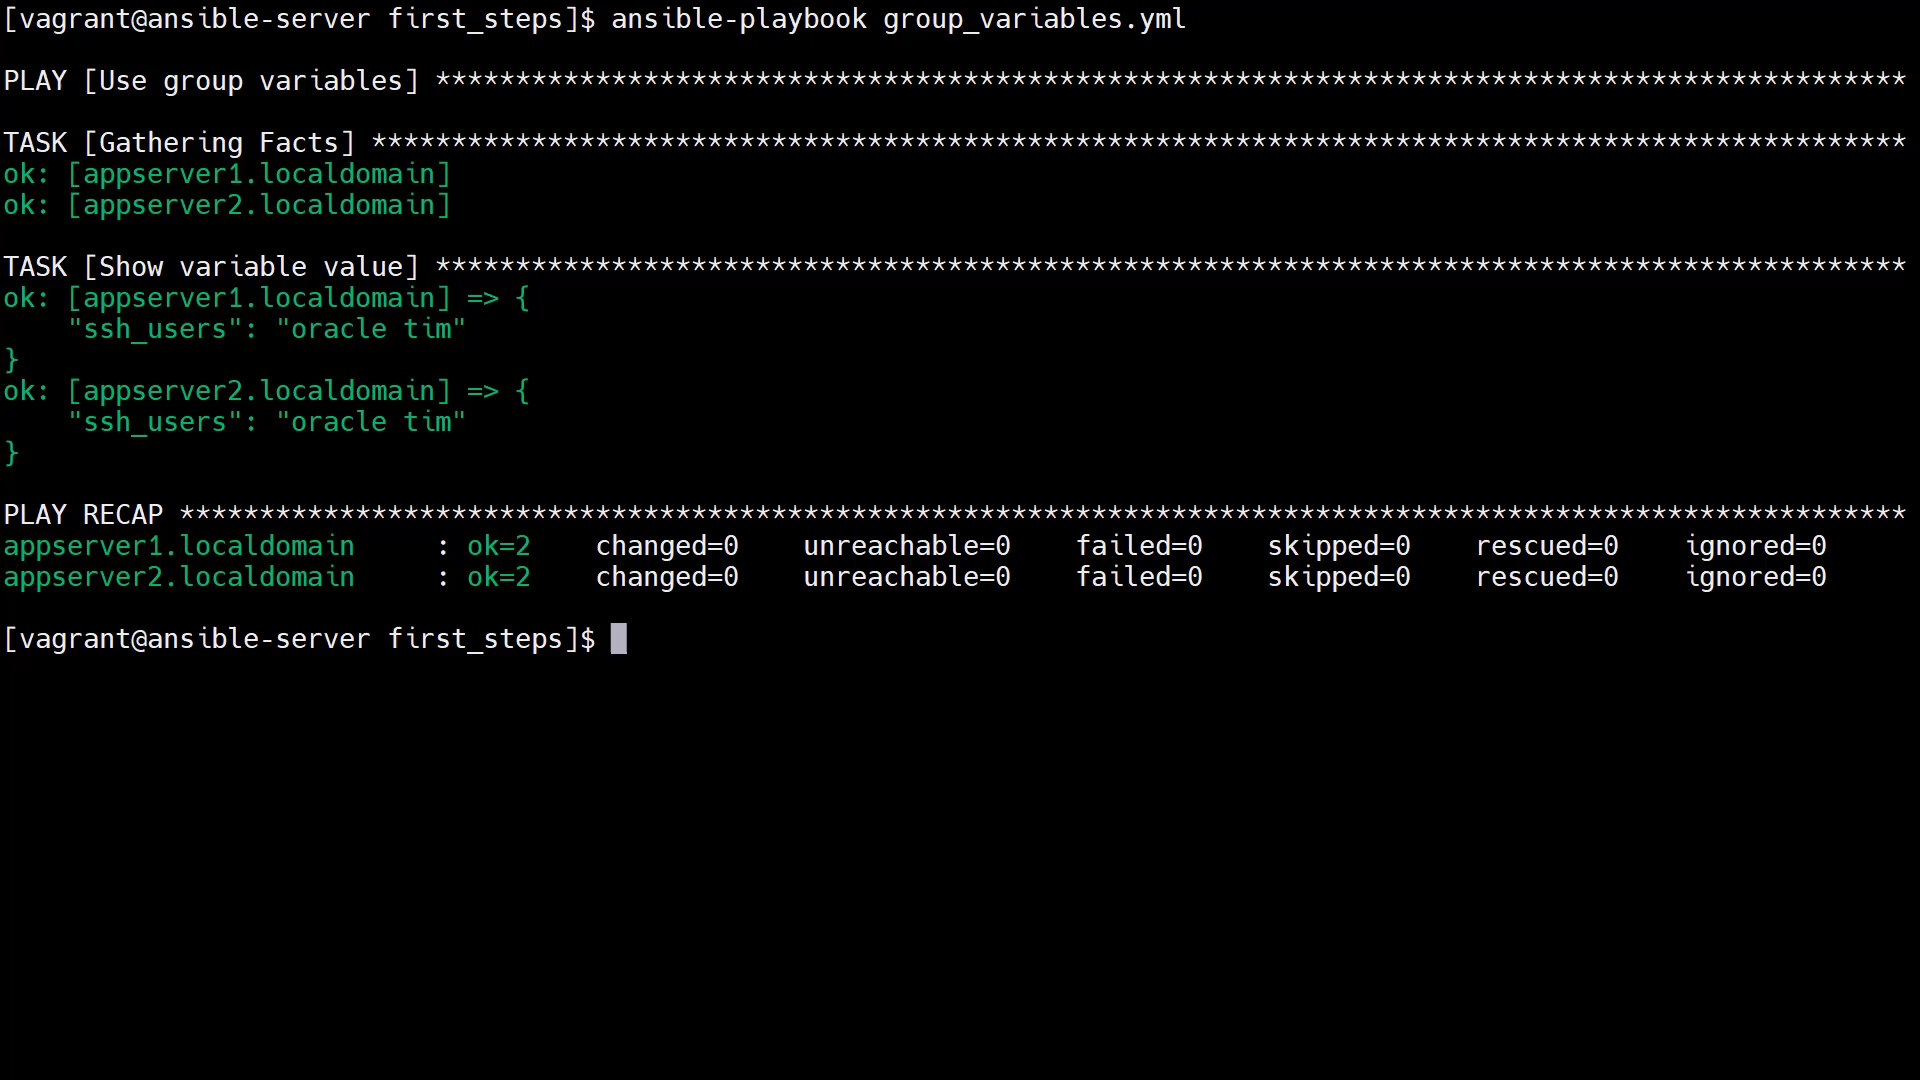 [vagrant@ansible-server first_steps]$ ansible-playbook group_variables.yml
PLAY [Use group variables] ********************************************************************************************
TASK [Gathering Facts] ************************************************************************************************
ok: [appserver1.localdomain]
ok: [appserver2.localdomain]
TASK [Show variable value] ********************************************************************************************
ok: [appserver1.localdomain] => {
    "ssh_users": "oracle tim"
}
ok: [appserver2.localdomain] => {
    "ssh_users": "oracle tim"
}
PLAY RECAP ************************************************************************************************************
appserver1.localdomain     : ok=2    changed=0    unreachable=0    failed=0    skipped=0    rescued=0    ignored=0
appserver2.localdomain     : ok=2    changed=0    unreachable=0    failed=0    skipped=0    rescued=0    ignored=0
[vagrant@ansible-server first_steps]$